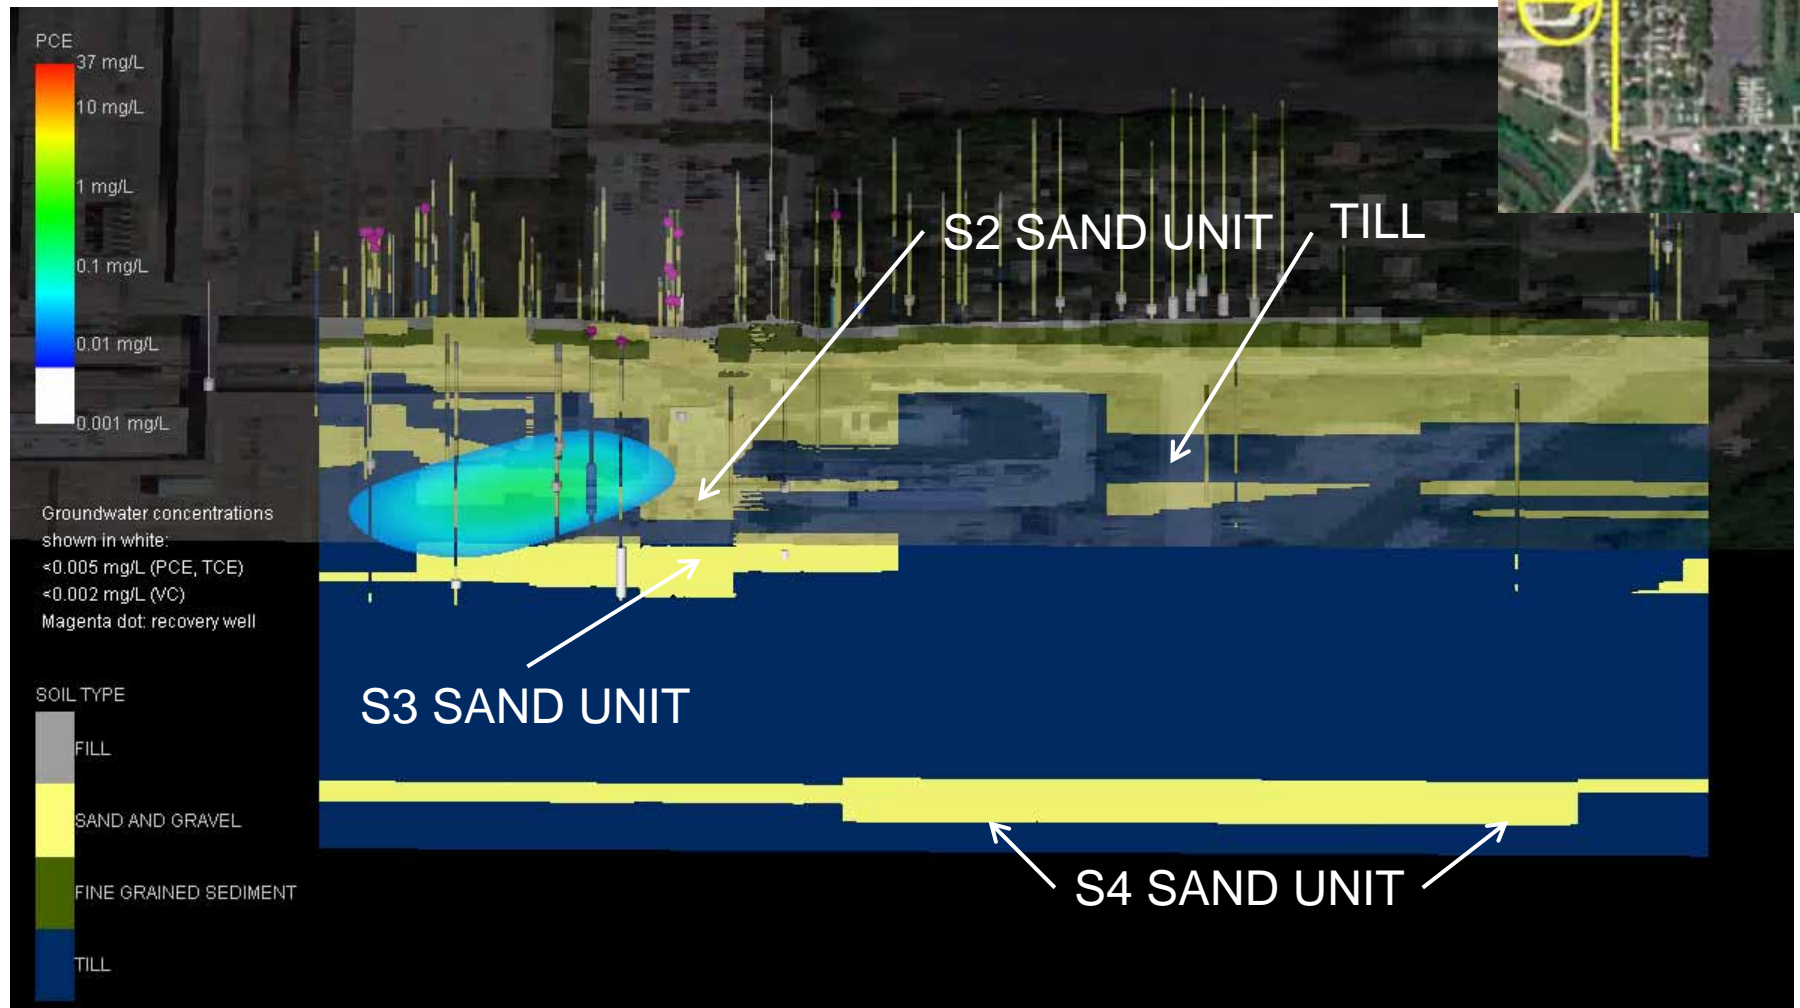 PCE
37 mg/L
10 mg/L
1 mg/L
0.1 mg/L
0.01 mg/L
0.001 mg/L
S2 SAND UNIT
TILL
Groundwater concentrations
shown in white:
<0.005 mg/L (PCE, TCE)
<0.002 mg/L (VC)
Magenta dot: recovery well
S3 SAND UNIT
SOIL TYPE
FILL
SAND AND GRAVEL
FINE GRAINED SEDIMENT
TILL
S4 SAND UNIT